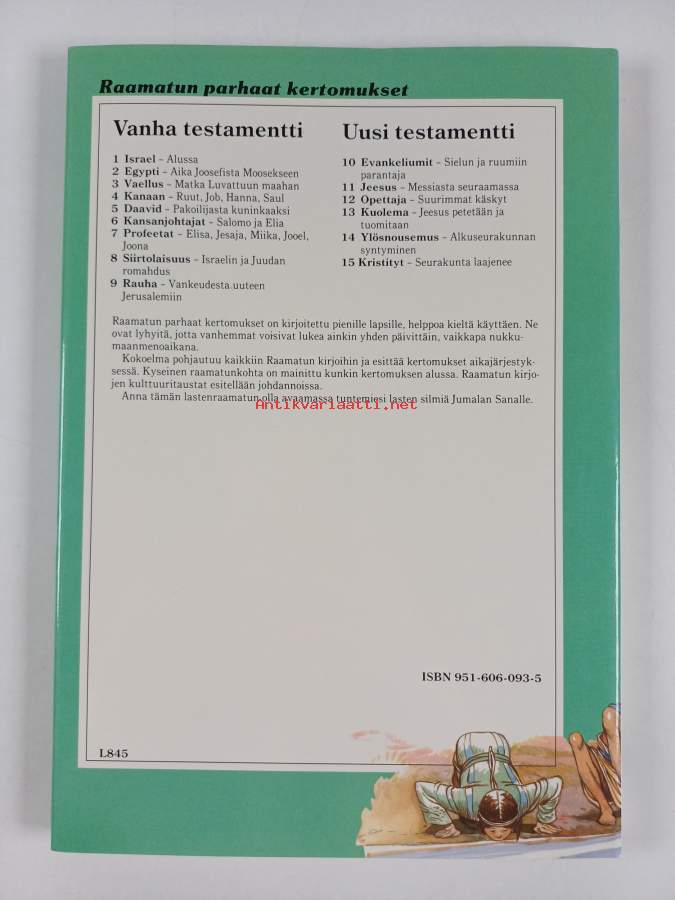 Raamatun parhaat kertomukset
Vanha testamentti
1 Israel – Alussa
2 Egypti – Aika Joosefista Moosekseen
3 Vaellus – Matka Luvattuun maahan
4 Kanaan – Ruut, Job, Hanna, Saul
5 Daavid – Pakoilijasta kuninkaaksi
6 Kansanjohtajat – Salomo ja Elia
7 Profeetat – Elisa, Jesaja, Miika, Jooel,
Joona
8 Siirtolaisuus – Israelin ja Juudan
romahdus
9 Rauha – Vankeudesta uuteen
Jerusalemiin
Uusi testamentti
10 Evankeliumit – Sielun ja ruumiin
parantaja
11 Jeesus – Messiasta seuraamassa
12 Opettaja – Suurimmat käskyt
13 Kuolema – Jeesus petetään ja
tuomitaan
14 Ylösnousemus – Alkuseurakunnan
syntyminen
15 Kristityt – Seurakunta laajenee
Raamatun parhaat kertomukset on kirjoitettu pienille lapsille, helppoa kieltä käyttäen. Ne
ovat lyhyitä, jotta vanhemmat voisivat lukea ainkin yhden päivittäin, vaikkapa nukku-
maanmenoaikana.
Kokoelma pohjautuu kaikkiin Raamatun kirjoihin ja esittää kertomukset aikajärjestyk-
sessä. Kyseinen raamatunkohta on mainittu kunkin kertomuksen alussa. Raamatun kirjo-
jen kulttuuritaustat esitellään johdannoissa.
Anna tämän lastenraamatun olla avaamassa tuntemiesi lasten silmiä Jumalan Sanalle.
Antikvariaatti.net
ISBN 951-606-093-5
L845